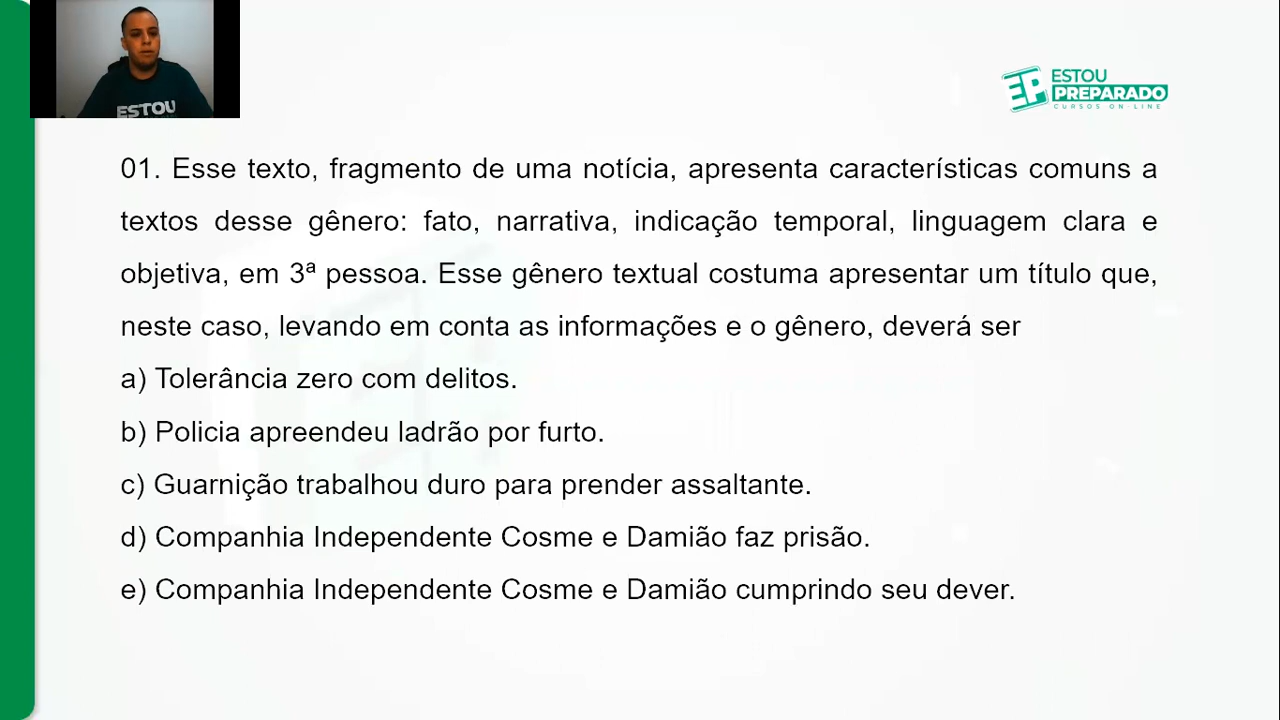 ESTOU
ESTOU
PREPARADO
CURSOS ON-LINE
01. Esse texto, fragmento de uma notícia, apresenta características comuns a
textos desse gênero: fato, narrativa, indicação temporal, linguagem clara e
objetiva, em 3ª pessoa. Esse gênero textual costuma apresentar um título que,
neste caso, levando em conta as informações e o gênero, deverá ser
a) Tolerância zero com delitos.
b) Policia apreendeu ladrão por furto.
c) Guarnição trabalhou duro para prender assaltante.
d) Companhia Independente Cosme e Damião faz prisão.
e) Companhia Independente Cosme e Damião cumprindo seu dever.